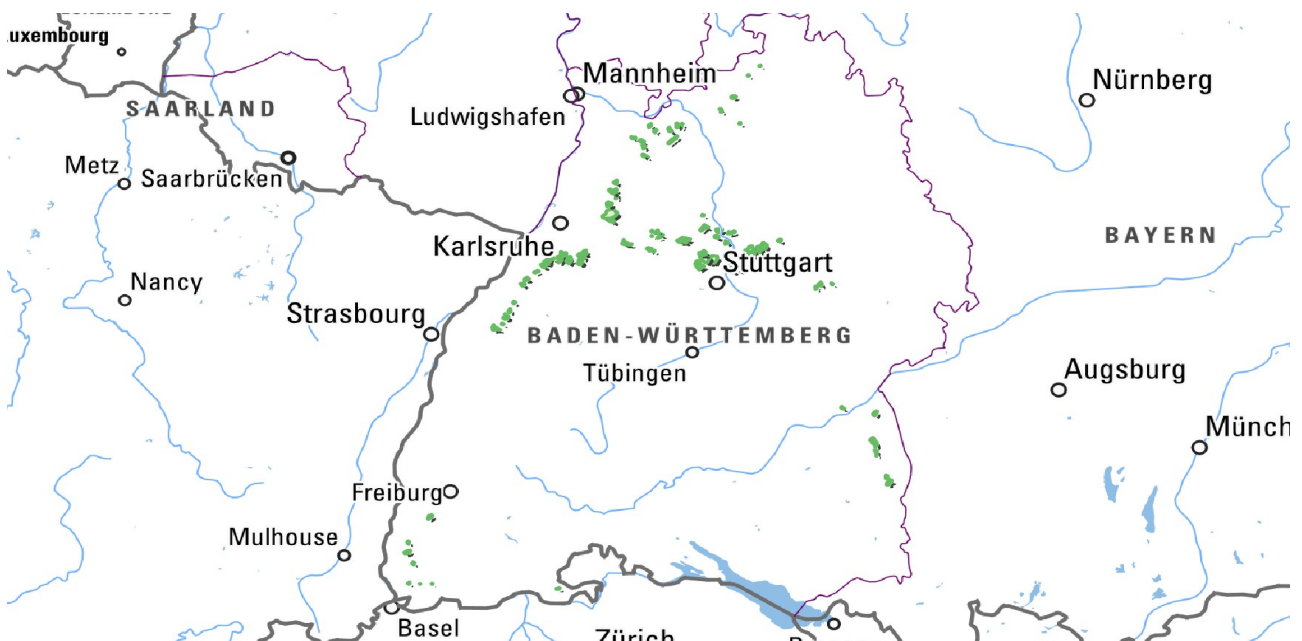 uxembourg
Mannheim
Nürnberg
SAARLAND
Ludwigshafen
Metz
Saarbrücken
Karlsruhe
BAYERN
Stuttgart
Nancy
Strasbourg
BADEN-WÜRTTEMBERG
Tübingen
Augsburg
Münch
Freiburg
Mulhouse
Basel
Zürich